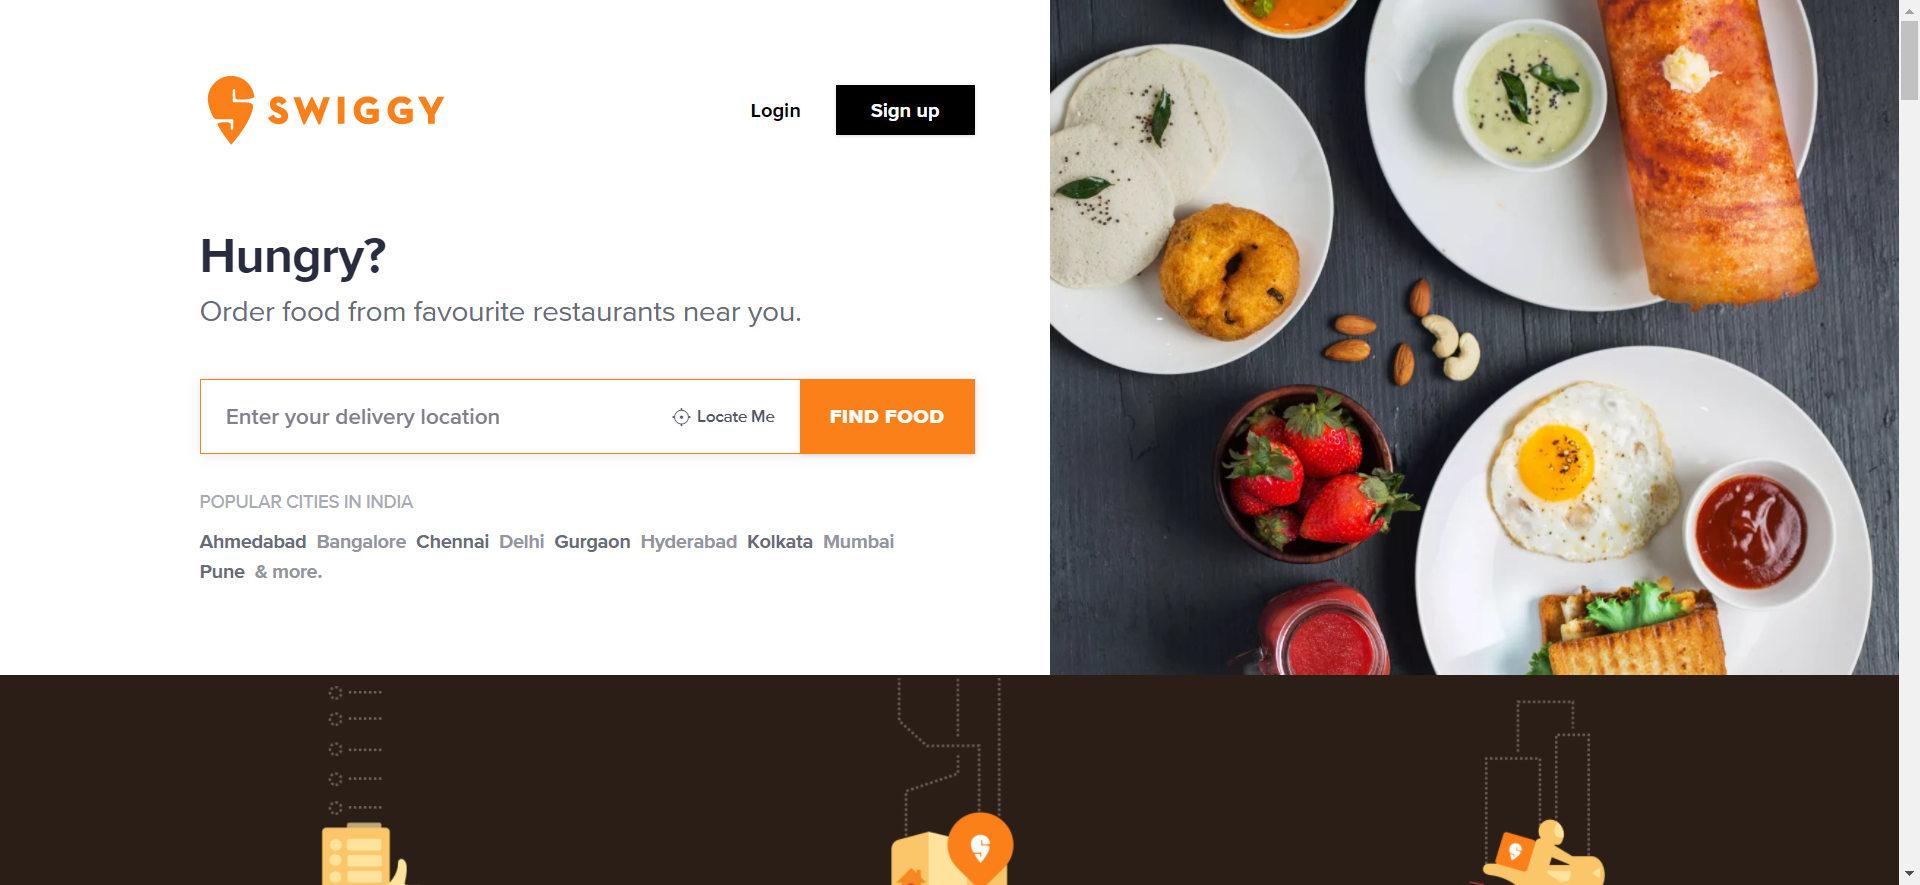 SWIGGY
Login
Sign up
Hungry?
Order food from favourite restaurants near you.
Enter your delivery location
Locate Me
FIND FOOD
POPULAR CITIES IN INDIA
Ahmedabad Bangalore Chennai Delhi Gurgaon Hyderabad Kolkata Mumbai
Pune & more.